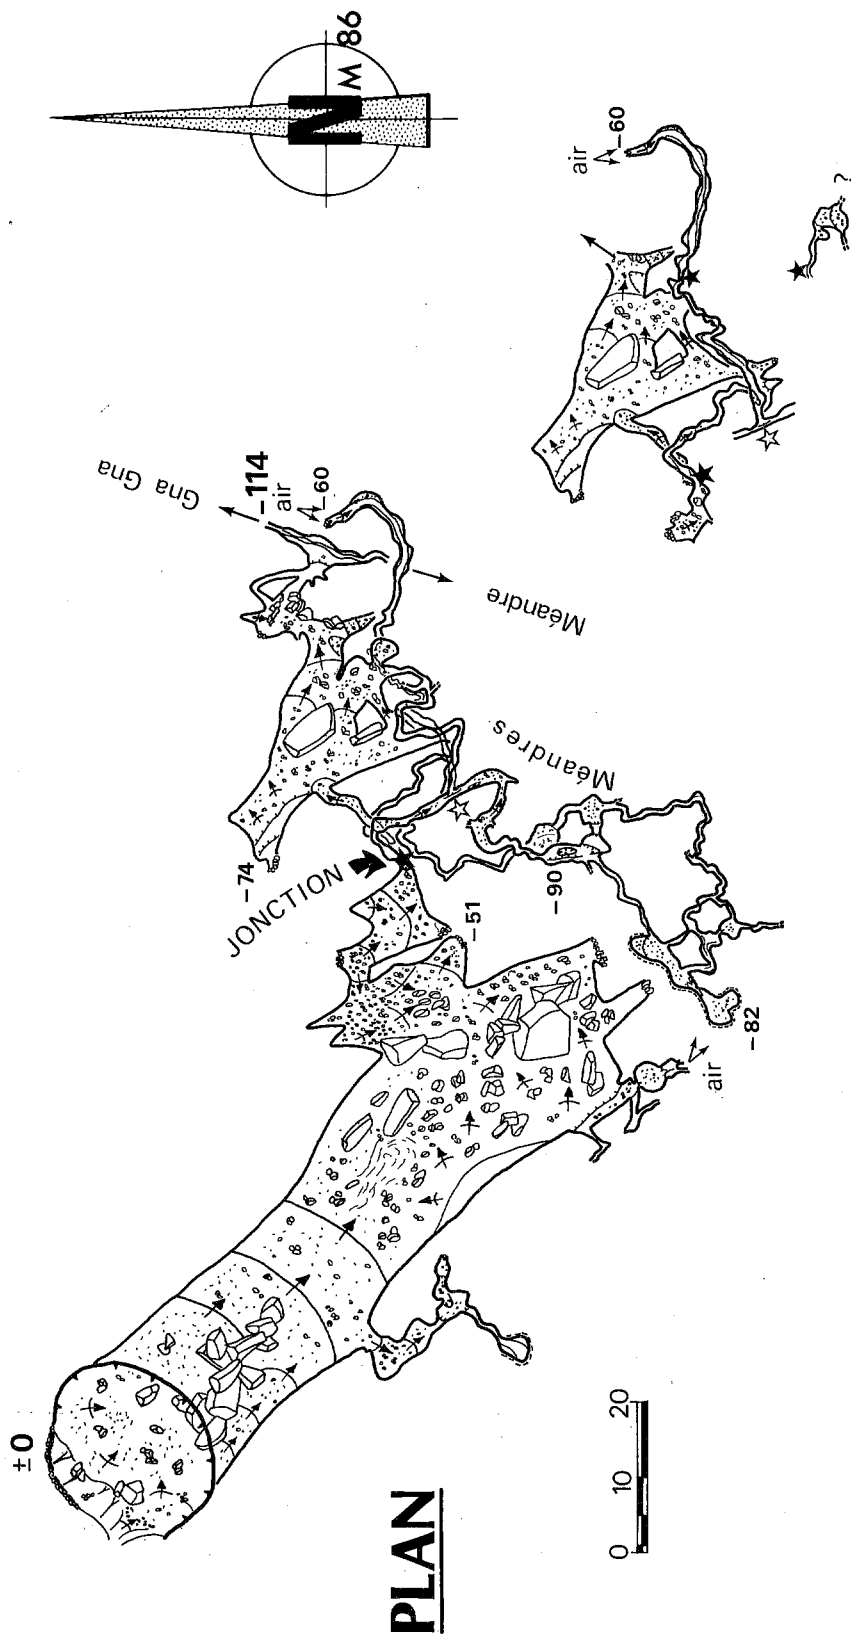 ±0
PLAN
0 10 20
JONCTION
-74
-51
-90
-82
air
Méandres
Méandre
Gna Gna
-114
air
-60
N
M 86
air
-60
?